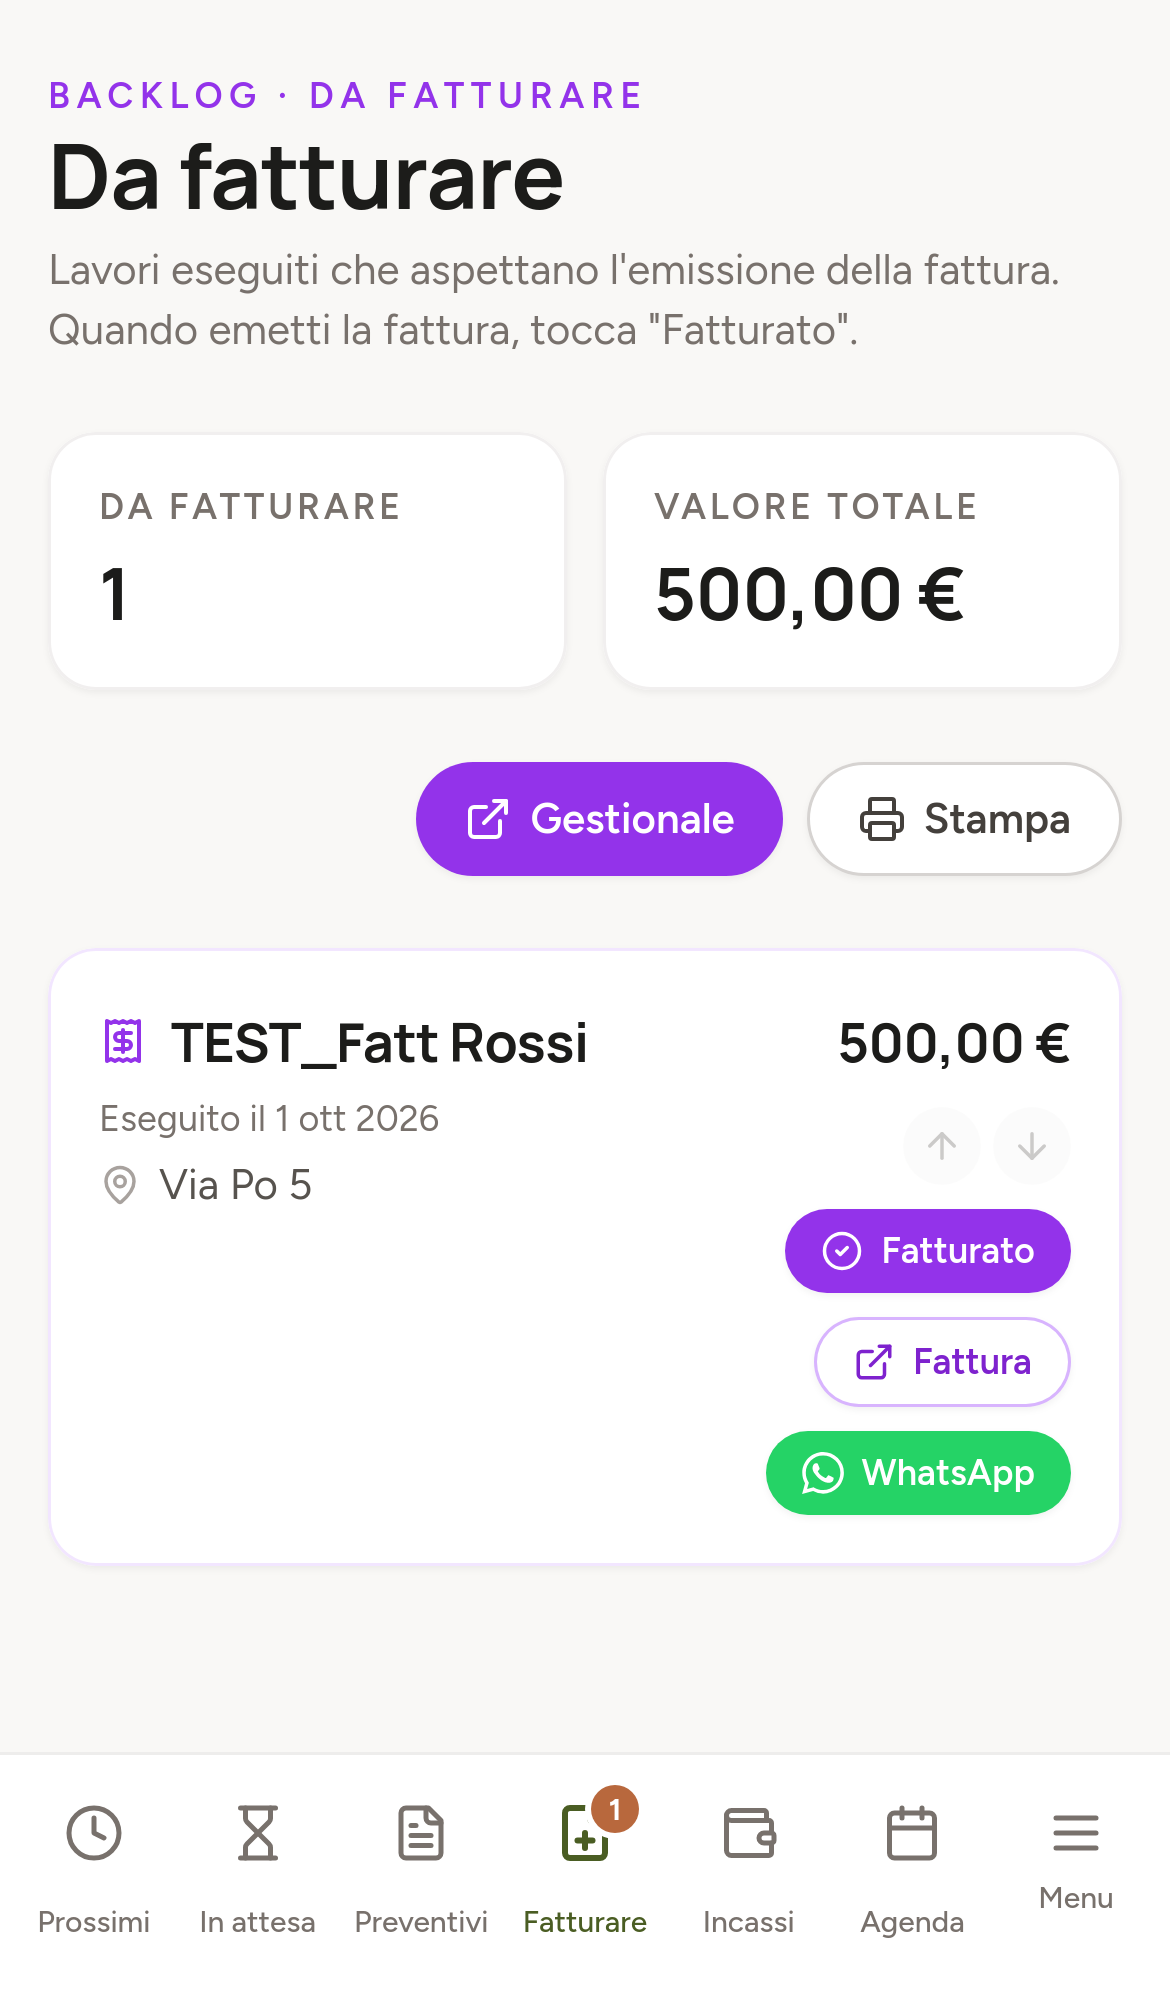 BACKLOG · DA FATTURARE
Da fatturare
Lavori eseguiti che aspettano l'emissione della fattura.
Quando emetti la fattura, tocca "Fatturato".
DA FATTURARE
1
VALORE TOTALE
500,00 €
Gestionale
Stampa
TEST_Fatt Rossi
500,00 €
Eseguito il 1 ott 2026
Via Po 5
Fatturato
Fattura
WhatsApp
1
Prossimi
In attesa
Preventivi
Fatturare
Incassi
Agenda
Menu